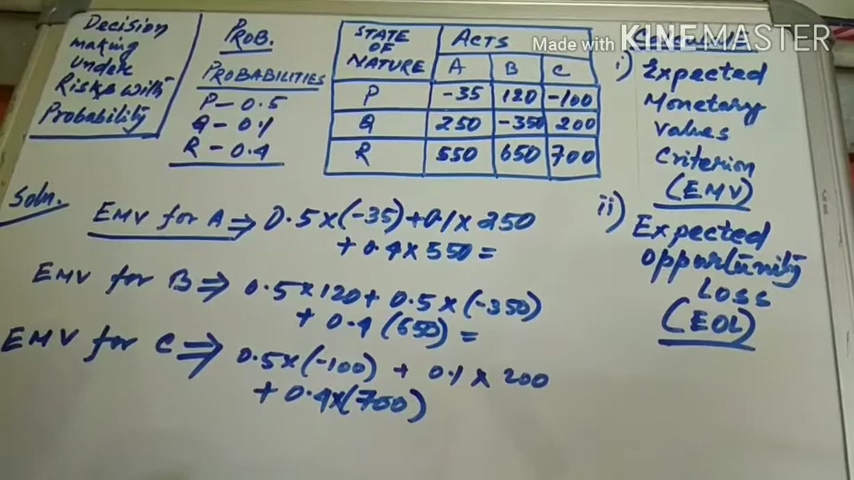 Decision
making
under
Risks with
Probability
PROB.
PROBABILITIES
P - 0.5
Q - 0.1
R - 0.4
STATE OF NATURE ACTS
A B C
P -35 120 -100
Q 250 -350 200
R 550 650 700
Made with KINEMASTER
i) Expected
Monetary
Values
Criterion
(EMV)
ii) Expected
Opportunity
Loss
(EOL)
Soln.
EMV for A ⇒ 0.5×(-35)+0.1×250
+ 0.4×550 =
EMV for B ⇒ 0.5×120+ 0.5×(-350)
+ 0.4(650) =
EMV for C ⇒ 0.5×(-100) + 0.1×200
+ 0.4×(700)